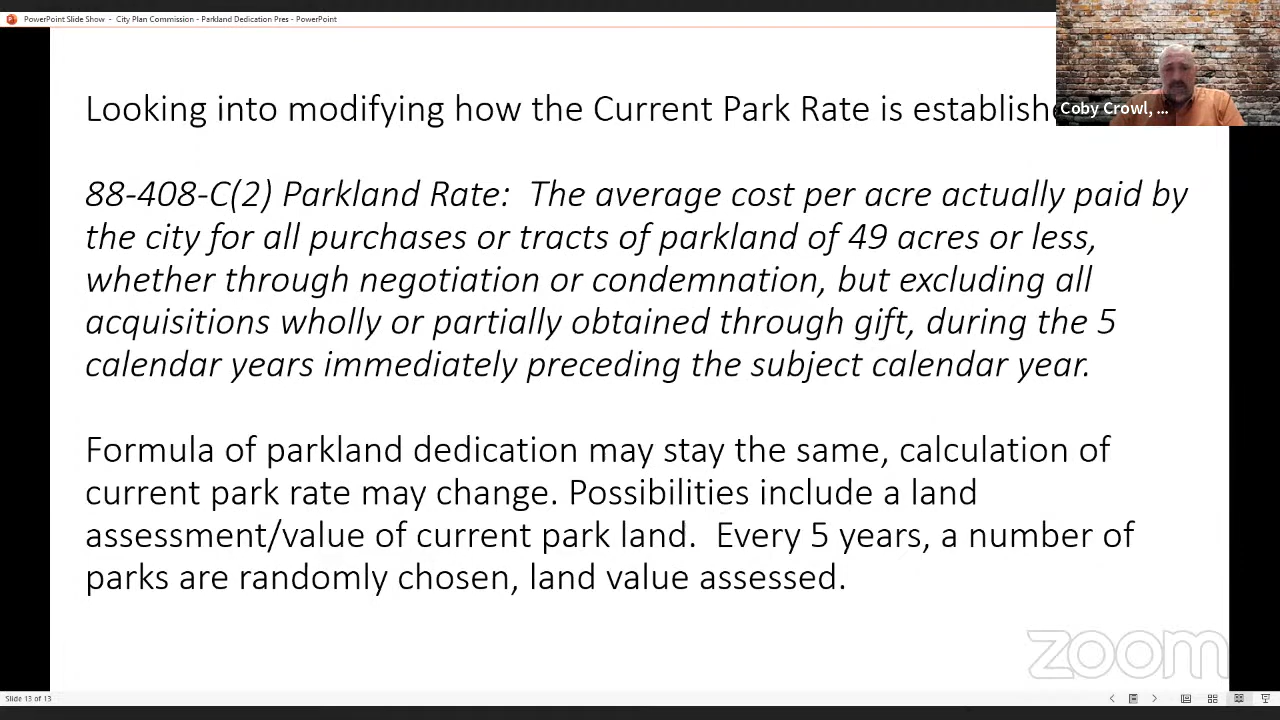 PowerPoint Slide Show - City Plan Commission - Parkland Dedication Pres - PowerPoint
Coby Crowl, ...
Looking into modifying how the Current Park Rate is establishe
88-408-C(2) Parkland Rate: The average cost per acre actually paid by
the city for all purchases or tracts of parkland of 49 acres or less,
whether through negotiation or condemnation, but excluding all
acquisitions wholly or partially obtained through gift, during the 5
calendar years immediately preceding the subject calendar year.
Formula of parkland dedication may stay the same, calculation of
current park rate may change. Possibilities include a land
assessment/value of current park land. Every 5 years, a number of
parks are randomly chosen, land value assessed.
zoom
Slide 13 of 13